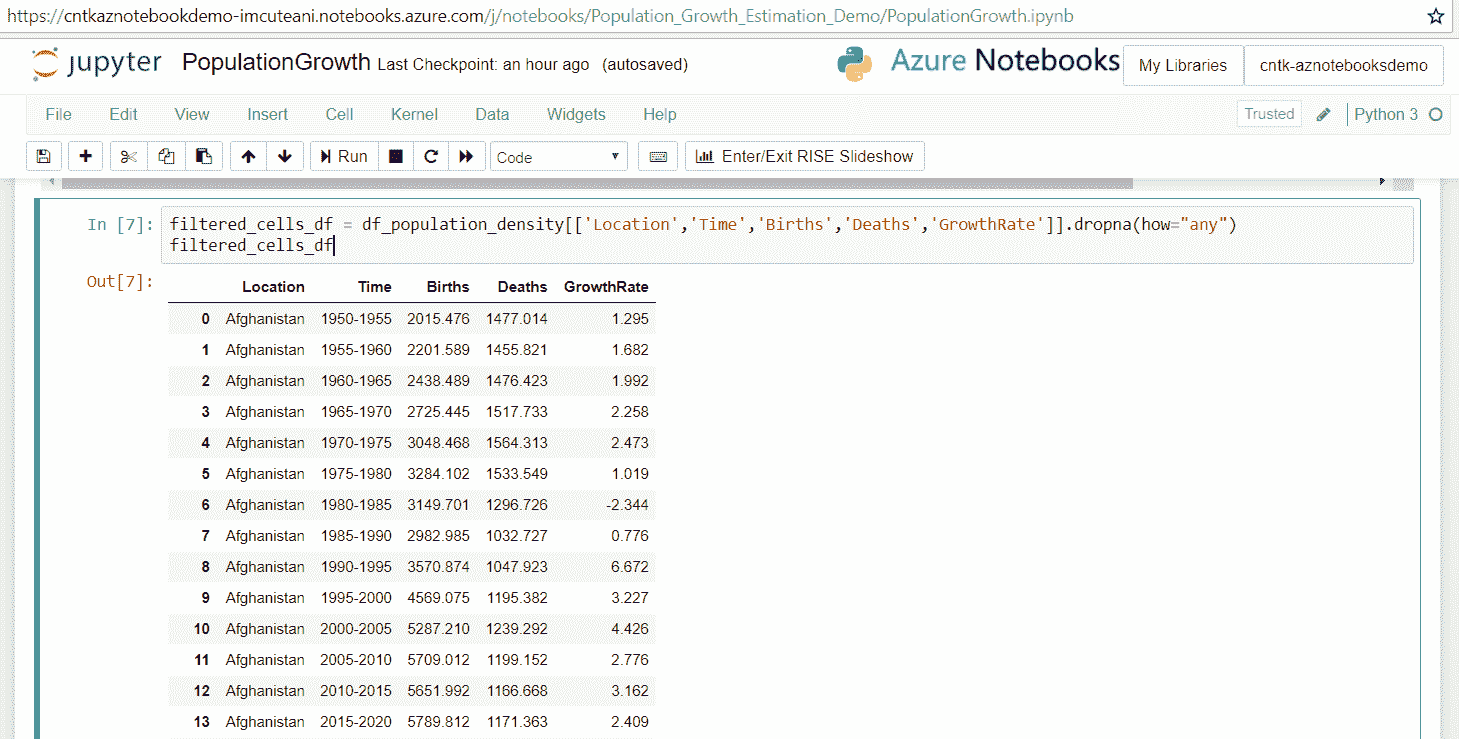 https://cntkaznotebookdemo-imcuteani.notebooks.azure.com/j/notebooks/Population_Growth_Estimation_Demo/PopulationGrowth.ipynb
jupyter PopulationGrowth Last Checkpoint: an hour ago (autosaved) Azure Notebooks My Libraries cntk-aznotebooksdemo
File Edit View Insert Cell Kernel Data Widgets Help Trusted Python 3
Run Code Enter/Exit RISE Slideshow
In [7]: filtered_cells_df = df_population_density[['Location','Time','Births','Deaths','GrowthRate']].dropna(how="any")
filtered_cells_df
Out[7]:
Location Time Births Deaths GrowthRate
0 Afghanistan 1950-1955 2015.476 1477.014 1.295
1 Afghanistan 1955-1960 2201.589 1455.821 1.682
2 Afghanistan 1960-1965 2438.489 1476.423 1.992
3 Afghanistan 1965-1970 2725.445 1517.733 2.258
4 Afghanistan 1970-1975 3048.468 1564.313 2.473
5 Afghanistan 1975-1980 3284.102 1533.549 1.019
6 Afghanistan 1980-1985 3149.701 1296.726 -2.344
7 Afghanistan 1985-1990 2982.985 1032.727 0.776
8 Afghanistan 1990-1995 3570.874 1047.923 6.672
9 Afghanistan 1995-2000 4569.075 1195.382 3.227
10 Afghanistan 2000-2005 5287.210 1239.292 4.426
11 Afghanistan 2005-2010 5709.012 1199.152 2.776
12 Afghanistan 2010-2015 5651.992 1166.668 3.162
13 Afghanistan 2015-2020 5789.812 1171.363 2.409